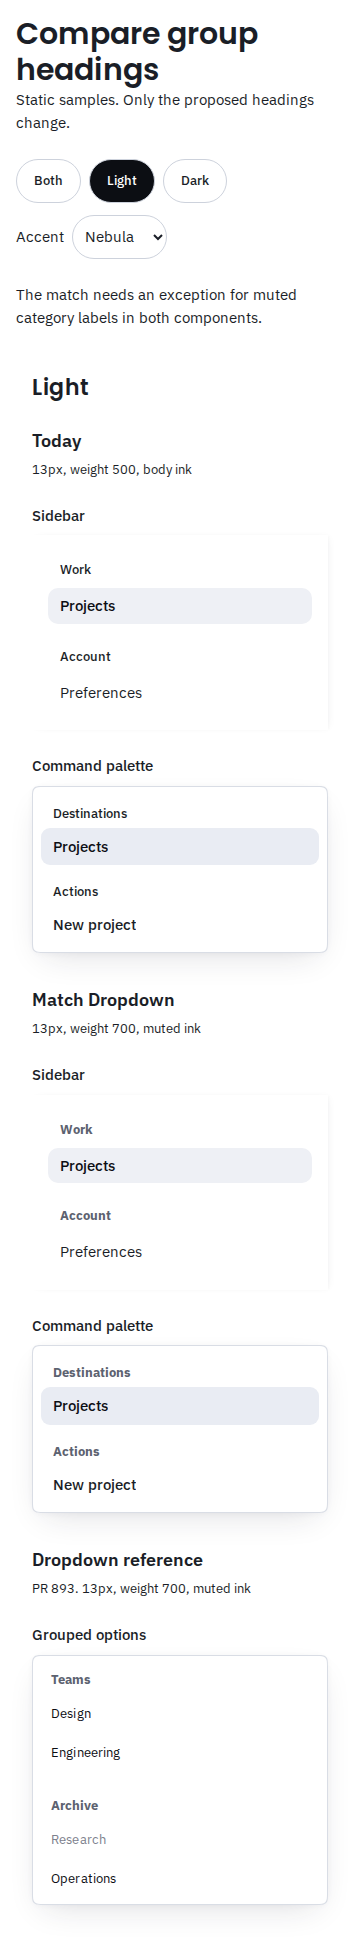 Compare group
headings
Static samples. Only the proposed headings
change.
Both Light Dark
Accent Nebula
The match needs an exception for muted
category labels in both components.
Light
Today
13px, weight 500, body ink
Sidebar
Work
Projects
Account
Preferences
Command palette
Destinations
Projects
Actions
New project
Match Dropdown
13px, weight 700, muted ink
Sidebar
Work
Projects
Account
Preferences
Command palette
Destinations
Projects
Actions
New project
Dropdown reference
PR 893. 13px, weight 700, muted ink
Grouped options
Teams
Design
Engineering
Archive
Research
Operations